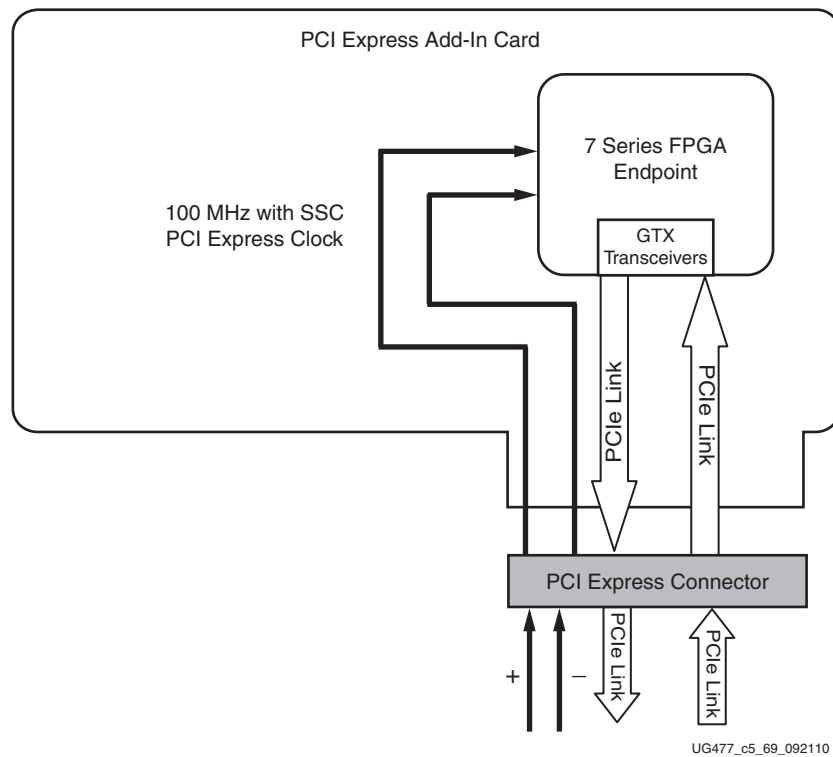 PCI Express Add-In Card
7 Series FPGA
Endpoint
100 MHz with SSC
PCI Express Clock
GTX
Transceivers
PCIe Link
PCIe Link
PCI Express Connector
+
−
PCIe Link
PCIe Link
UG477_c5_69_092110